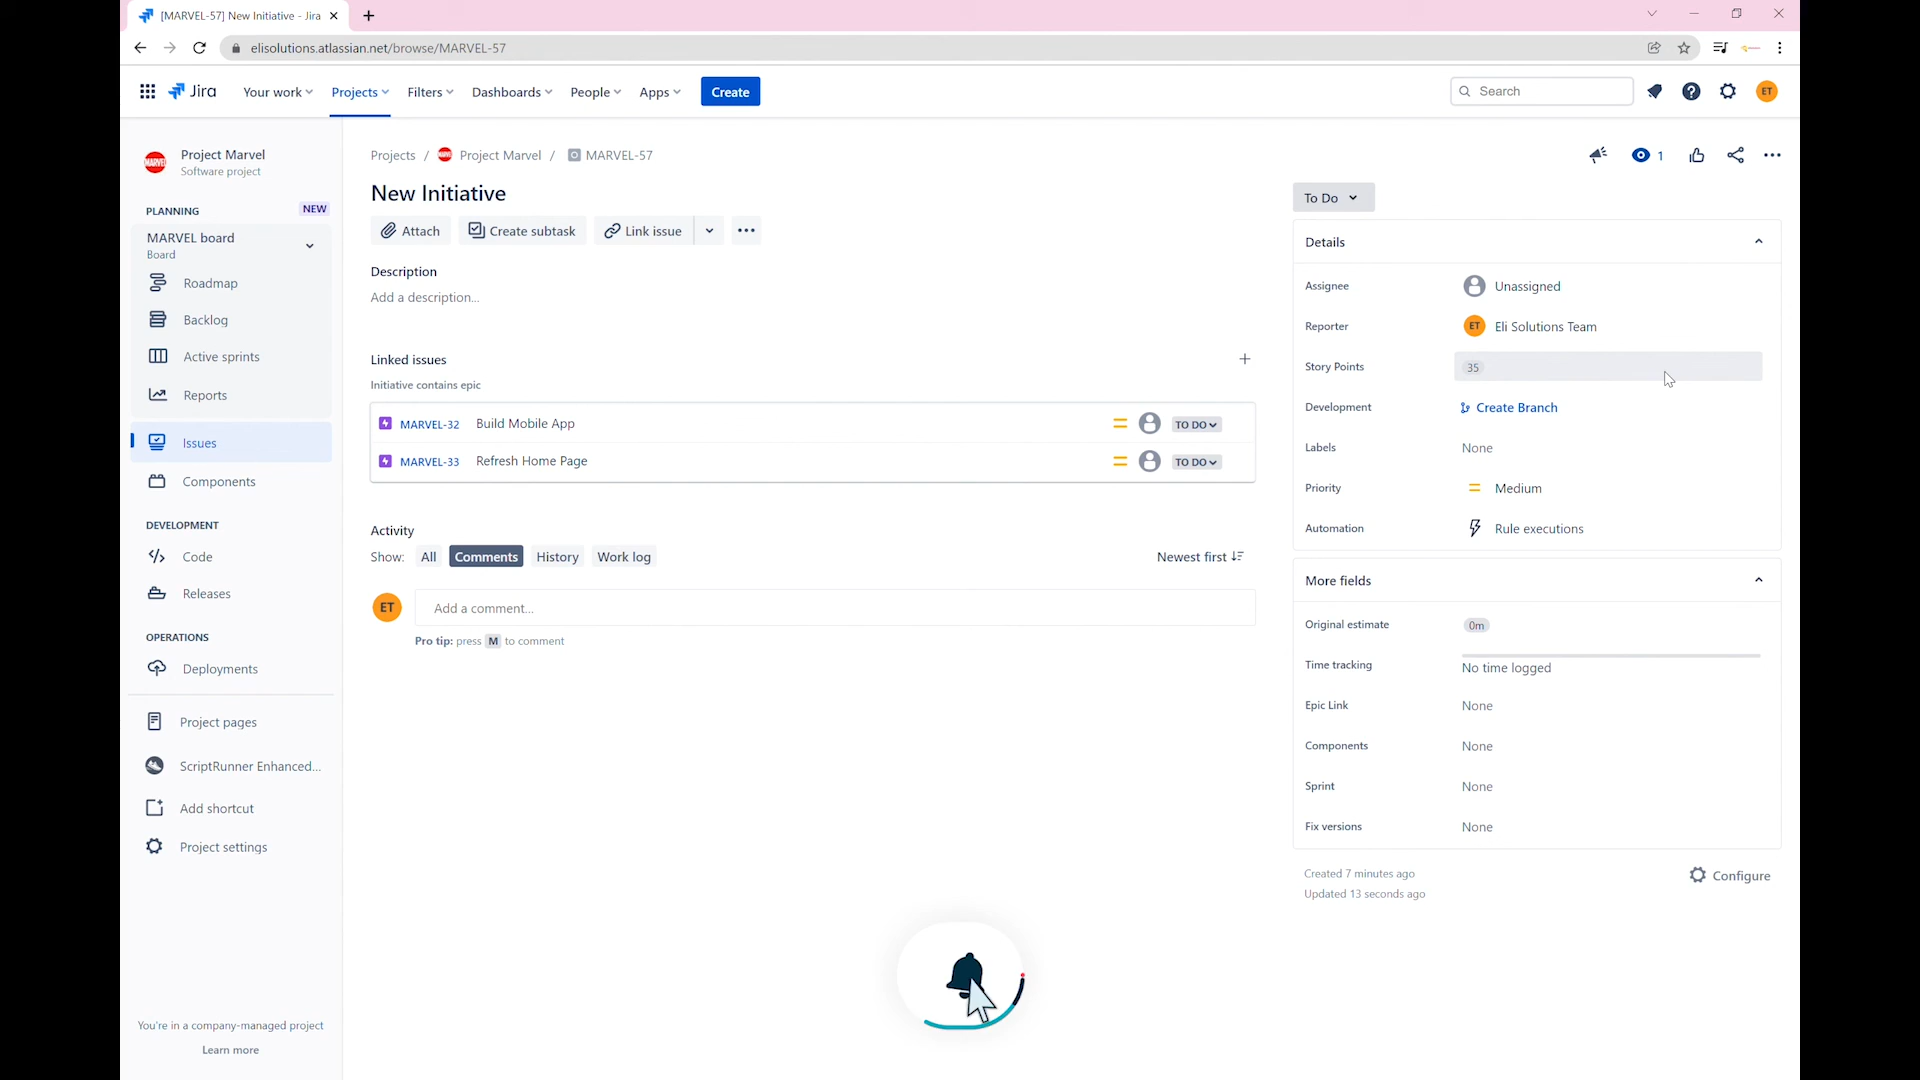 [MARVEL-57] New Initiative - Jira
elisolutions.atlassian.net/browse/MARVEL-57
Jira
Your work
Projects
Filters
Dashboards
People
Apps
Create
Search
ET
MARVEL
Project Marvel
Software project
PLANNING
NEW
MARVEL board
Board
Roadmap
Backlog
Active sprints
Reports
Issues
Components
DEVELOPMENT
Code
Releases
OPERATIONS
Deployments
Project pages
ScriptRunner Enhanced...
Add shortcut
Project settings
You're in a company-managed project
Learn more
Projects / Project Marvel / MARVEL-57
1
New Initiative
Attach
Create subtask
Link issue
Description
Add a description...
Linked issues
Initiative contains epic
MARVEL-32 Build Mobile App TO DO
MARVEL-33 Refresh Home Page TO DO
Activity
Show: All Comments History Work log Newest first
ET
Add a comment...
Pro tip: press M to comment
To Do
Details
Assignee Unassigned
Reporter ET Eli Solutions Team
Story Points 35
Development Create Branch
Labels None
Priority Medium
Automation Rule executions
More fields
Original estimate 0m
Time tracking No time logged
Epic Link None
Components None
Sprint None
Fix versions None
Created 7 minutes ago
Updated 13 seconds ago
Configure